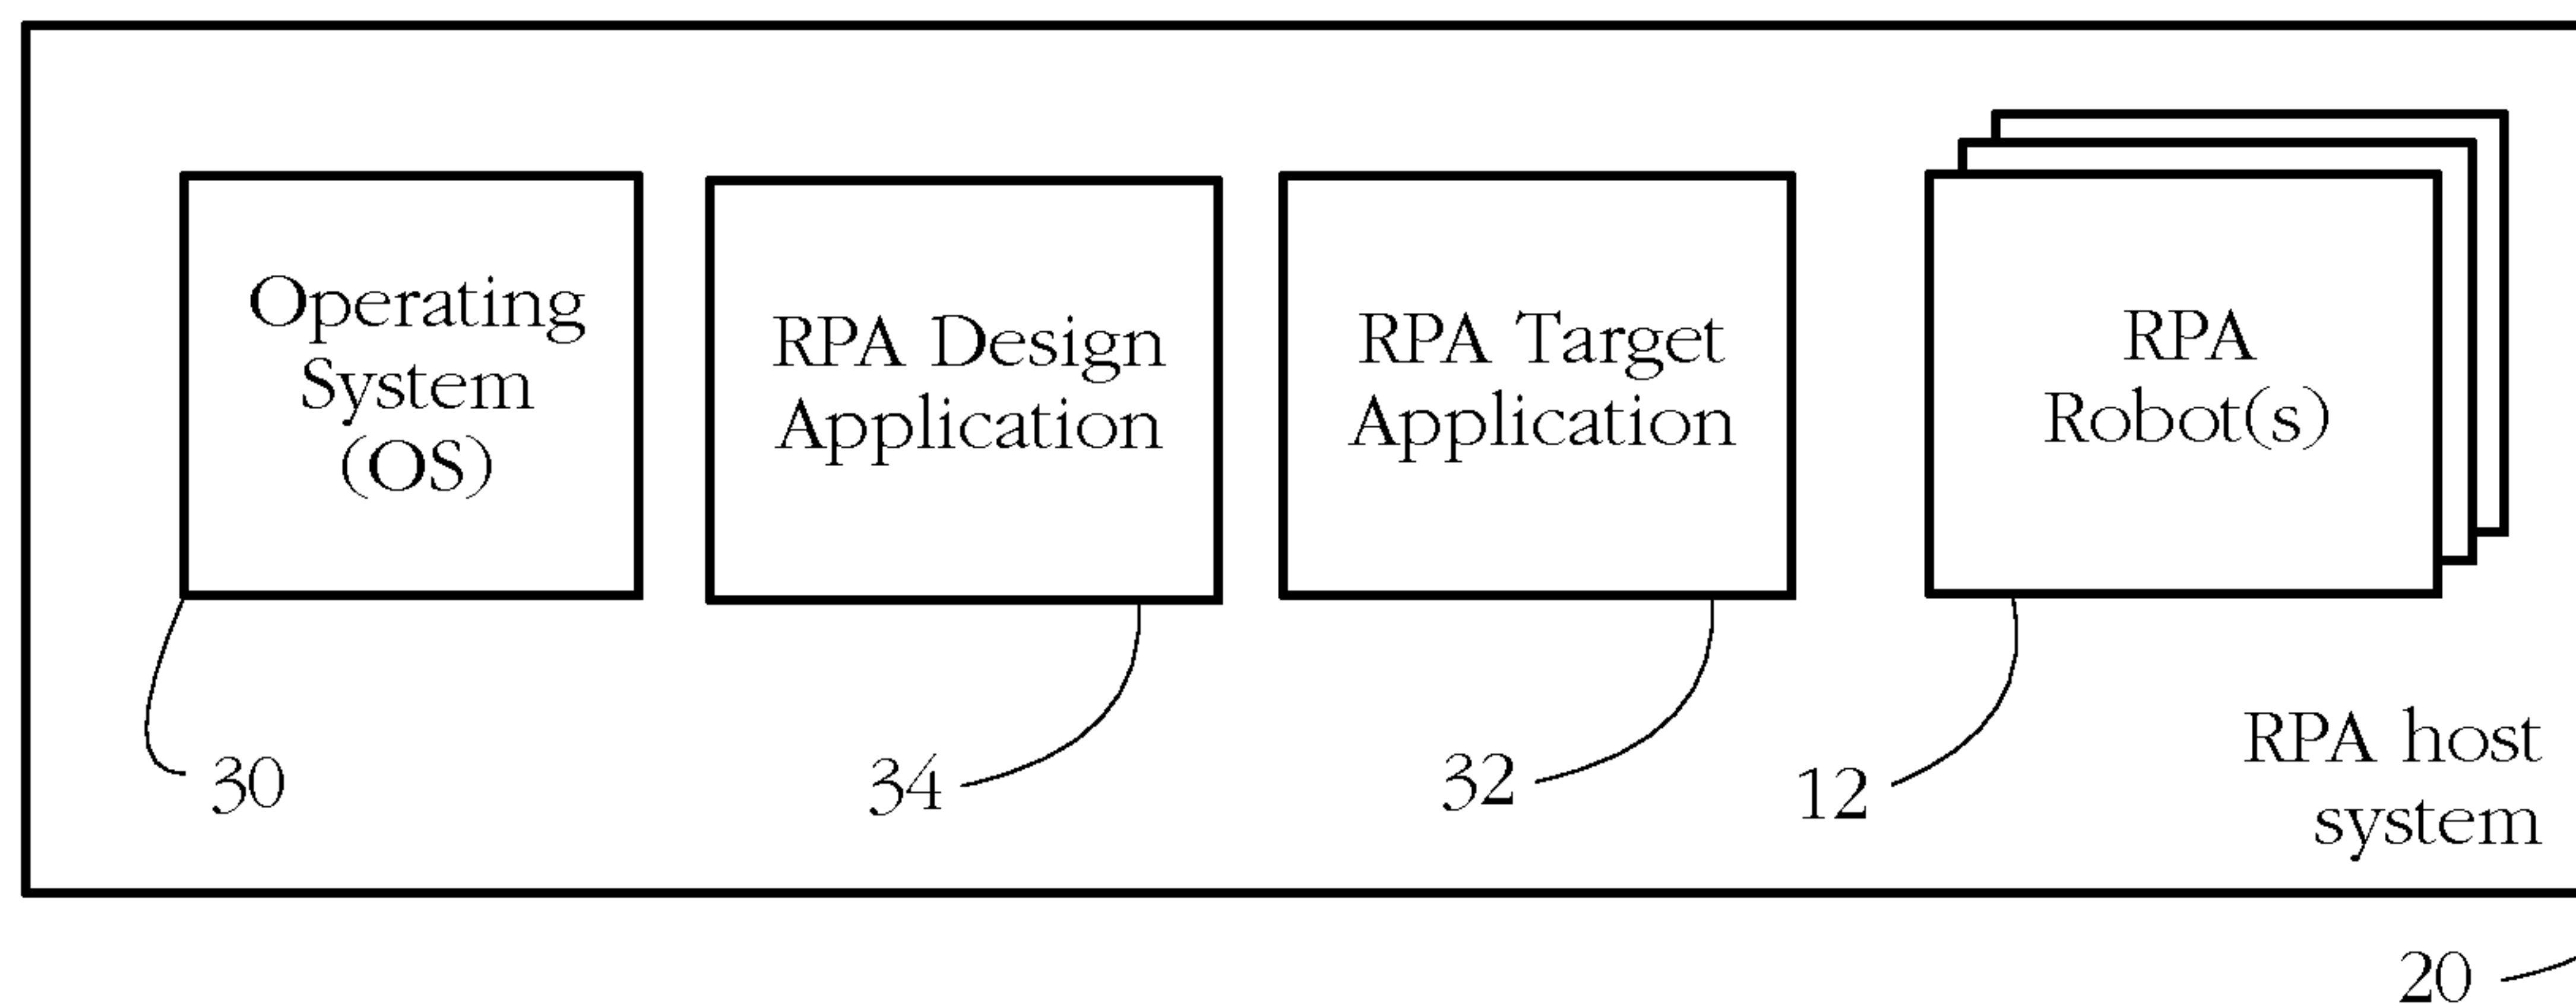 Operating
System
(OS)
RPA Design
Application
RPA Target
Application
RPA
Robot(s)
30
34
32
12
RPA host
system
20